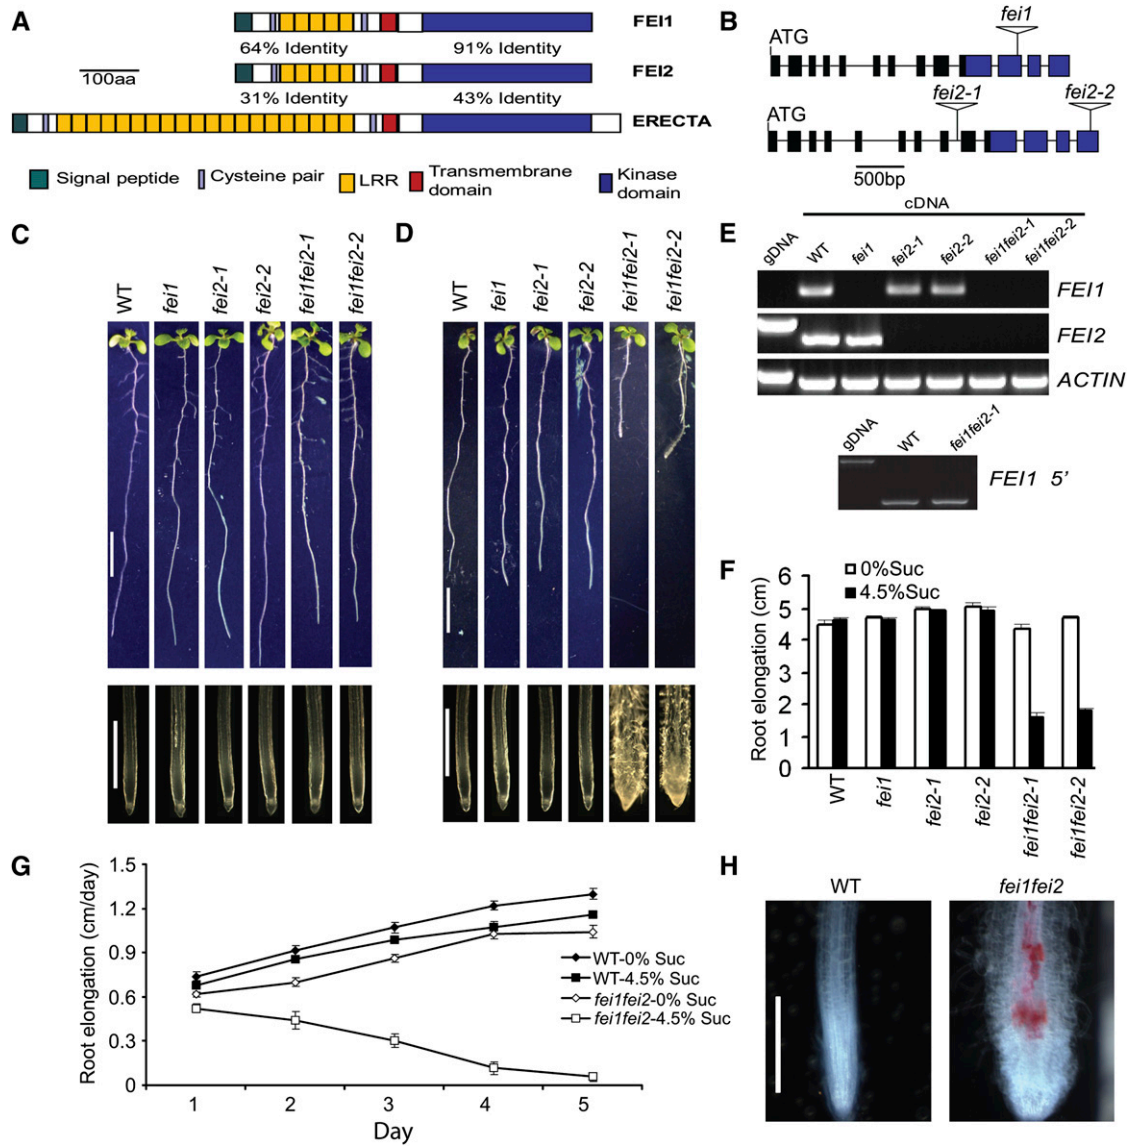 A
FEI1
64% Identity
91% Identity
100aa
FEI2
31% Identity
43% Identity
ERECTA
Signal peptide
Cysteine pair
LRR
Transmembrane
domain
Kinase
domain
B
fei1
ATG
fei2-1
fei2-2
ATG
500bp
C
WT
fei1
fei2-1
fei2-2
fei1fei2-1
fei1fei2-2
D
WT
fei1
fei2-1
fei2-2
fei1fei2-1
fei1fei2-2
E
cDNA
gDNA
WT
fei1
fei2-1
fei2-2
fei1fei2-1
fei1fei2-2
FEI1
FEI2
ACTIN
gDNA
WT
fei1fei2-1
FEI1 5'
F
0%Suc
4.5%Suc
Root elongation (cm)
6
5
4
3
2
1
0
WT
fei1
fei2-1
fei2-2
fei1fei2-1
fei1fei2-2
G
Root elongation (cm/day)
1.5
1.2
0.9
0.6
0.3
0
1
2
3
4
5
Day
WT-0% Suc
WT-4.5% Suc
fei1fei2-0% Suc
fei1fei2-4.5% Suc
H
WT
fei1fei2